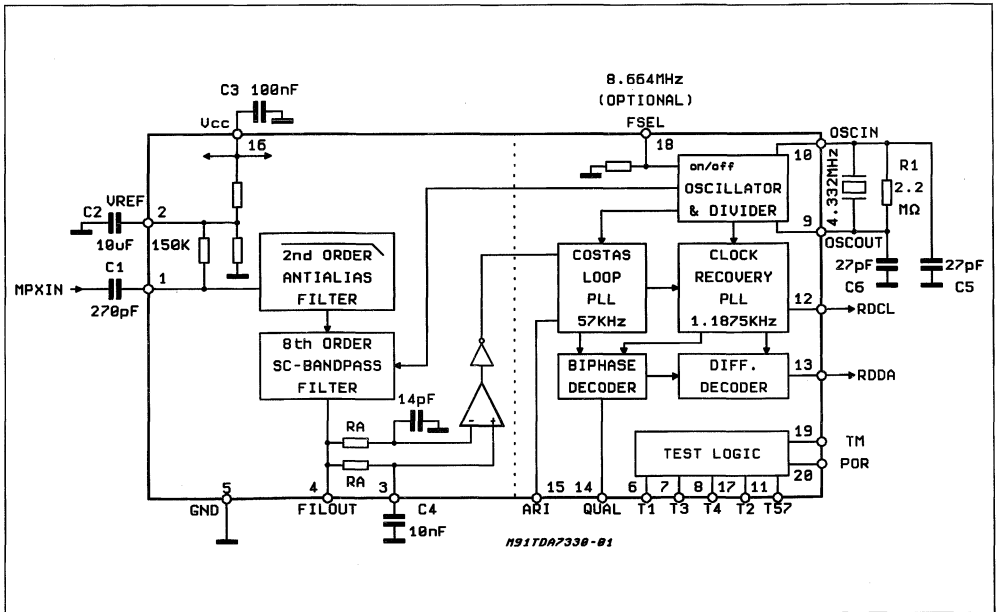 8.664MHz
(OPTIONAL)
C3 100nF
Vcc
FSEL
OSCIN
16
18
10
on/off
OSCILLATOR
& DIVIDER
4.332MHz
R1
2.2
MΩ
VREF
C2
2
10uF
150K
9
OSCOUT
2nd ORDER
ANTIALIAS
FILTER
COSTAS
LOOP
PLL
57KHz
CLOCK
RECOVERY
PLL
1.1875KHz
27pF
C6
27pF
C5
C1
1
MPXIN
270pF
12
RDCL
8th ORDER
SC-BANDPASS
FILTER
BIPHASE
DECODER
DIFF.
DECODER
13
RDDA
14pF
- +
RA
RA
TEST LOGIC
19
TM
POR
20
5
4
3
15 14
6 7 8 17 11
GND
FILOUT
C4
10nF
ARI
QUAL
T1
T3
T4
T2
T57
M91TDA7330-01